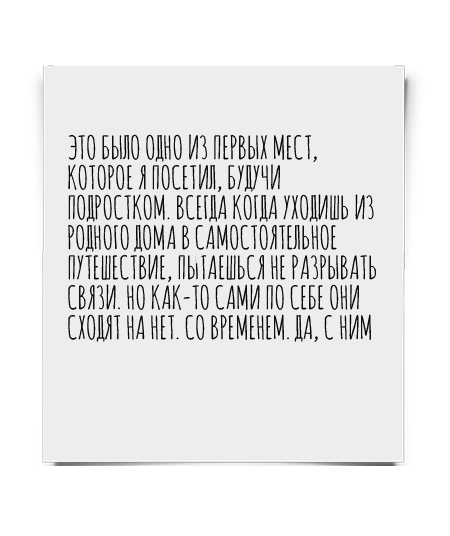 ЭТО БЫЛО ОДНО ИЗ ПЕРВЫХ МЕСТ,
КОТОРОЕ Я ПОСЕТИЛ, БУДУЧИ
ПОДРОСТКОМ. ВСЕГДА КОГДА УХОДИШЬ ИЗ
РОДНОГО ДОМА В САМОСТОЯТЕЛЬНОЕ
ПУТЕШЕСТВИЕ, ПЫТАЕШЬСЯ НЕ РАЗРЫВАТЬ
СВЯЗИ. НО КАК-ТО САМИ ПО СЕБЕ ОНИ
СХОДЯТ НА НЕТ. СО ВРЕМЕНЕМ. ДА, С НИМ